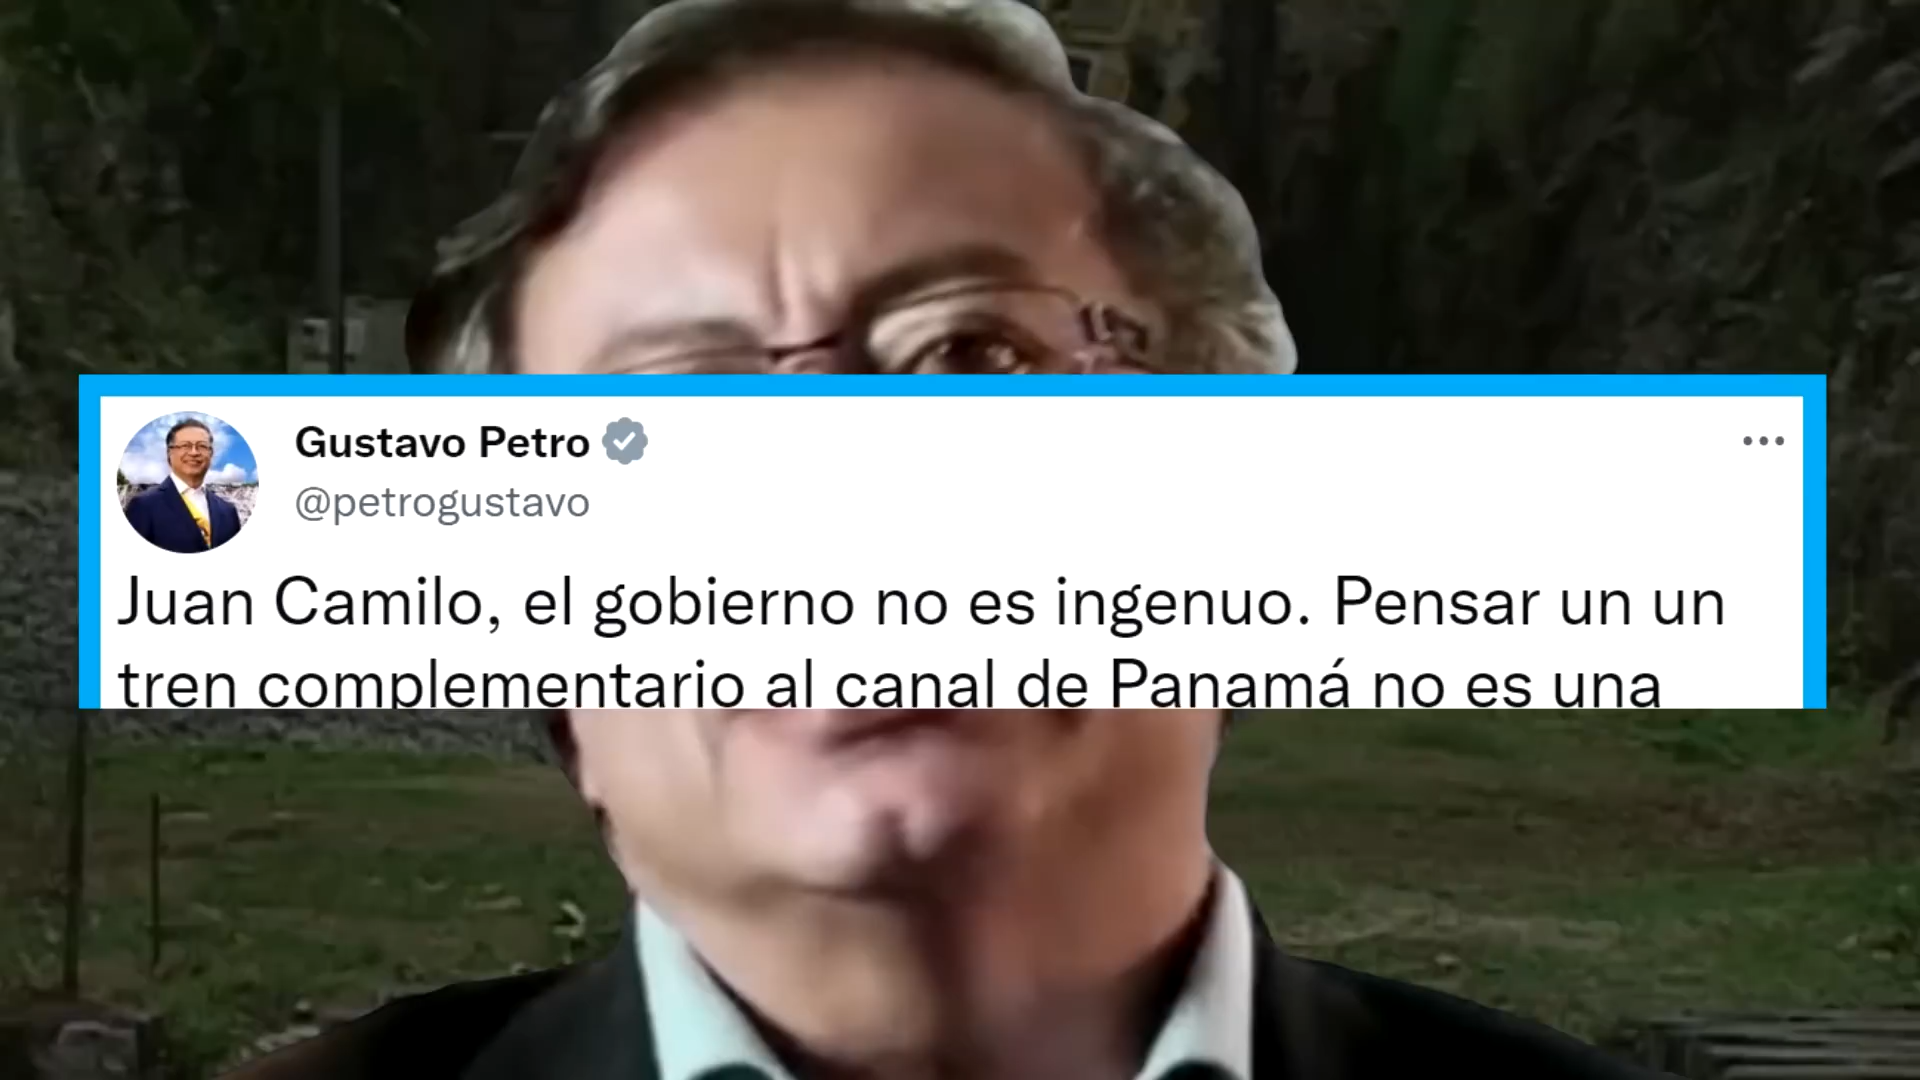 Gustavo Petro
@petrogustavo
Juan Camilo, el gobierno no es ingenuo. Pensar un un
tren complementario al canal de Panamá no es una